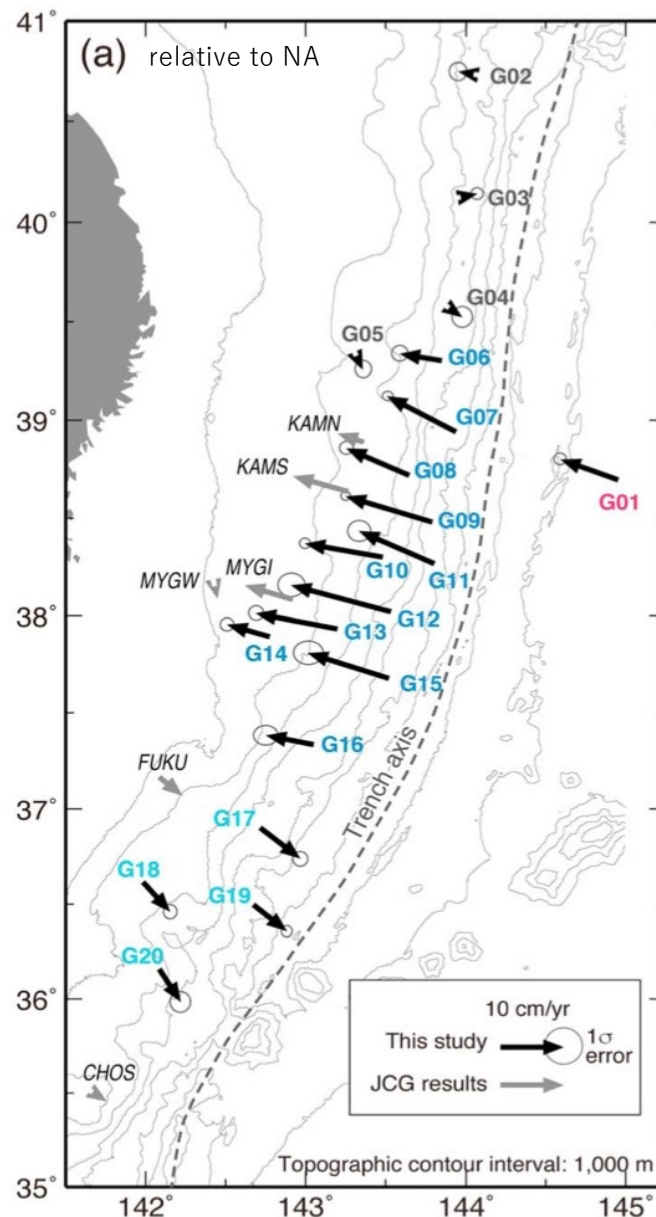 41°
(a) relative to NA
G02
40°
G03
G04
G05
G06
39°
G07
KAMN
G08
KAMS
G01
G09
G10
G11
MYGW
MYGI
38°
G12
G13
G14
G15
G16
Trench axis
FUKU
37°
G17
G18
G19
G20
36°
10 cm/yr
This study
1σ
error
JCG results
CHOS
Topographic contour interval: 1,000 m
35°
142°
143°
144°
145°